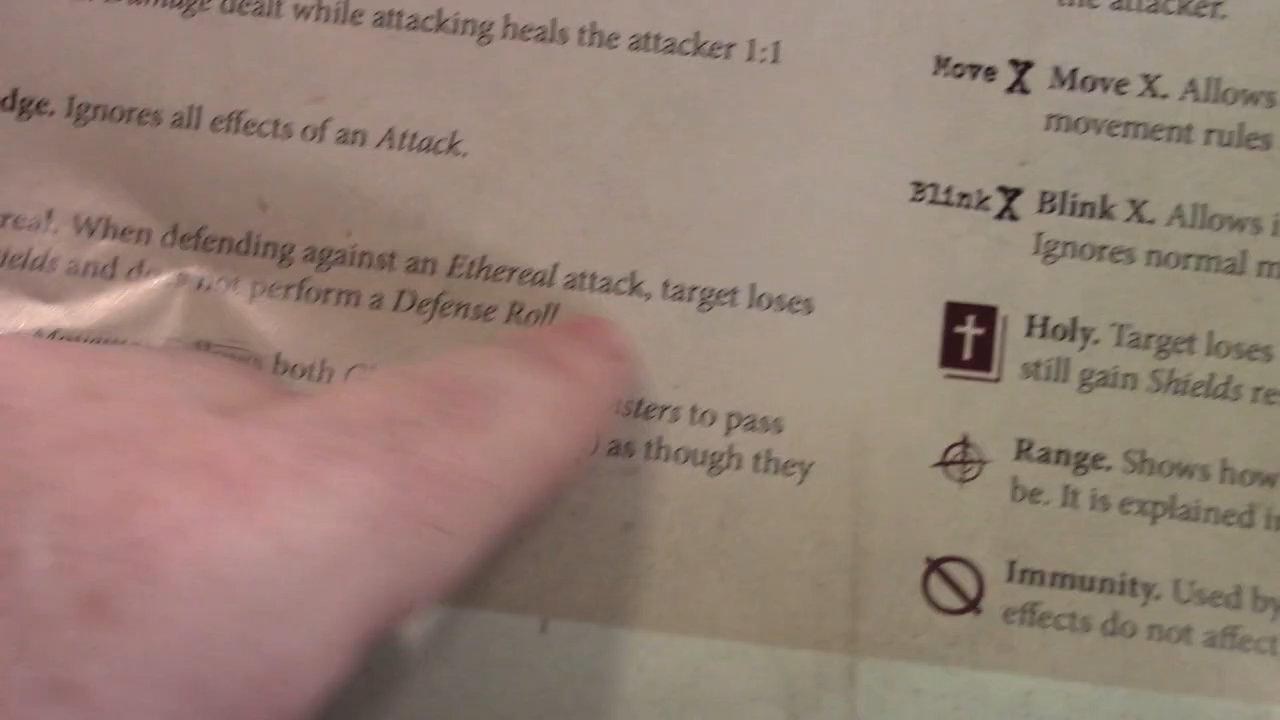 dealt while attacking heals the attacker 1:1
dge. Ignores all effects of an Attack.
real. When defending against an Ethereal attack, target loses
ields and does not perform a Defense Roll
both
sters to pass
) as though they
the attacker.
Move X Move X. Allows
movement rules
Blink X Blink X. Allows
Ignores normal m
Holy. Target loses
still gain Shields re
Range. Shows how
be. It is explained i
Immunity. Used by
effects do not affect